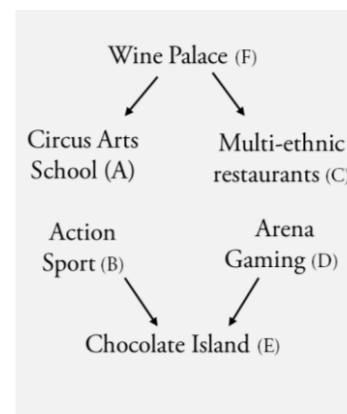 Wine Palace (F)
Circus Arts
School (A)
Multi-ethnic
restaurants (C
Action
Sport (B)
Arena
Gaming (D)
Chocolate Island (E)